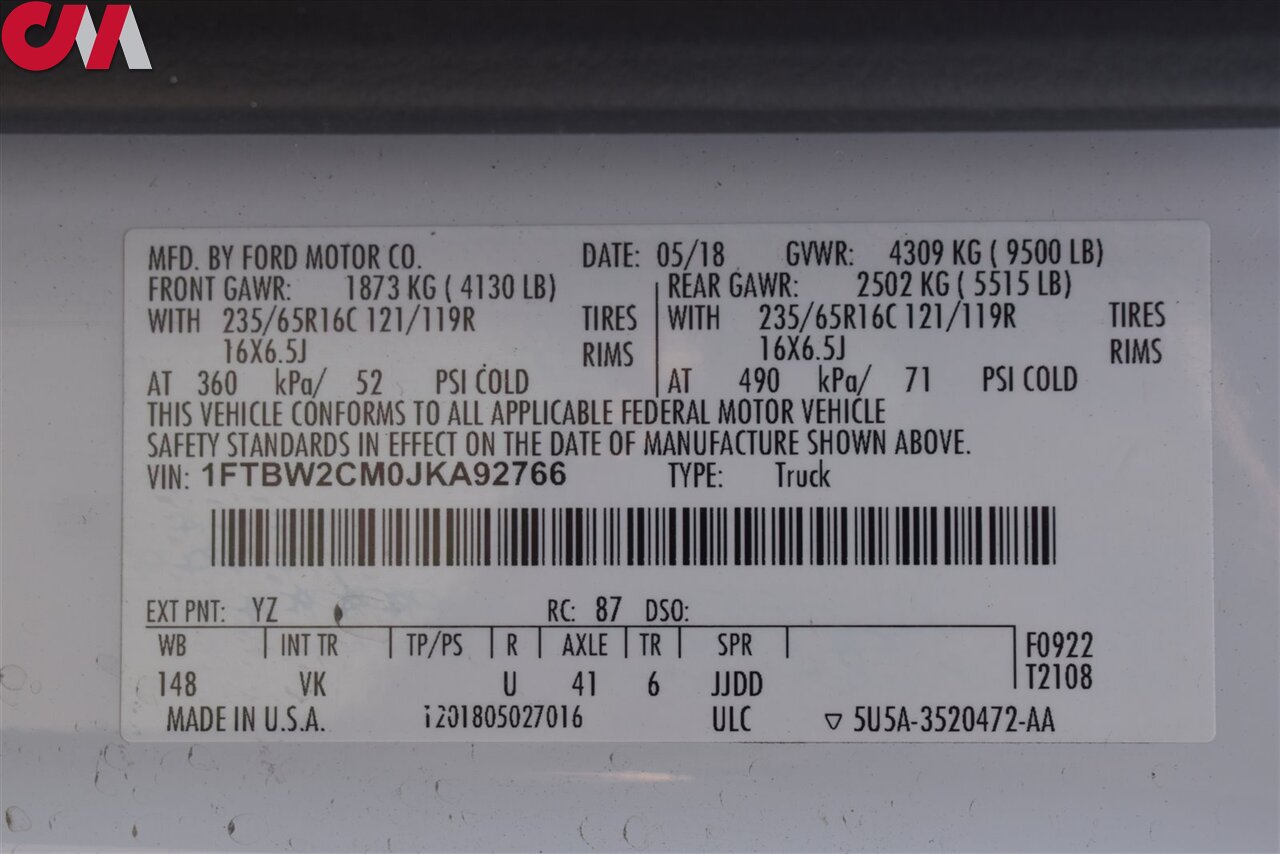 CM
MFD. BY FORD MOTOR CO. DATE: 05/18 GVWR: 4309 KG ( 9500 LB)
FRONT GAWR: 1873 KG ( 4130 LB) REAR GAWR: 2502 KG ( 5515 LB)
WITH 235/65R16C 121/119R TIRES WITH 235/65R16C 121/119R TIRES
16X6.5J RIMS 16X6.5J RIMS
AT 360 kPa/ 52 PSI COLD AT 490 kPa/ 71 PSI COLD
THIS VEHICLE CONFORMS TO ALL APPLICABLE FEDERAL MOTOR VEHICLE
SAFETY STANDARDS IN EFFECT ON THE DATE OF MANUFACTURE SHOWN ABOVE.
VIN: 1FTBW2CM0JKA92766 TYPE: Truck
EXT PNT: YZ RC: 87 DSO:
WB INT TR TP/PS R AXLE TR SPR F0922
148 VK U 41 6 JJDD T2108
MADE IN U.S.A. 1201805027016 ULC ▽ 5U5A-3520472-AA